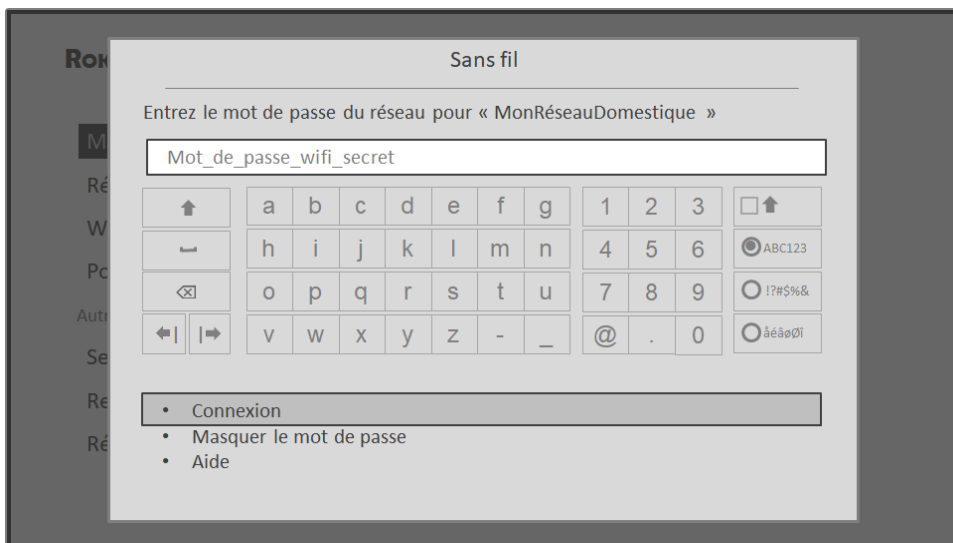 Sans fil
Entrez le mot de passe du réseau pour « MonRéseauDomestique »
Mot_de_passe_wifi_secret
a b c d e f g 1 2 3
h i j k l m n 4 5 6 ABC123
o p q r s t u 7 8 9 !?#$%&
v w x y z - _ @ . 0 åéâøØî
• Connexion
• Masquer le mot de passe
• Aide